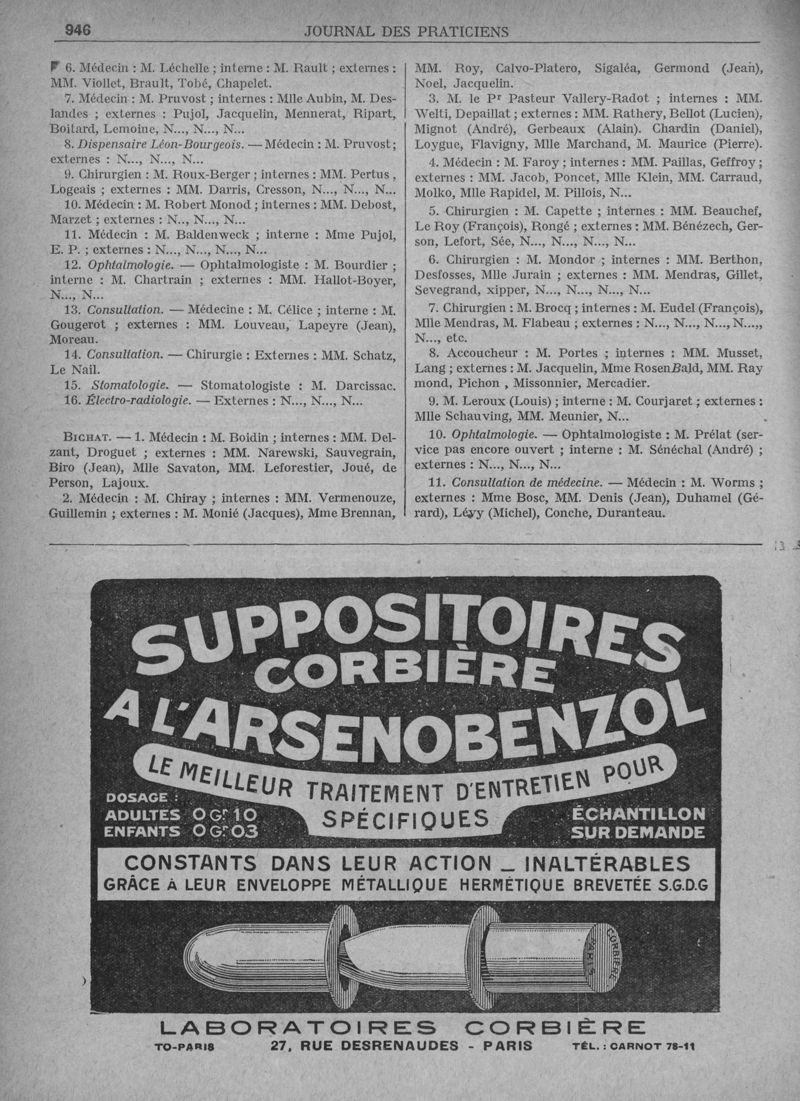 946
JOURNAL DES PRATICIENS
6. Médecin : M. Léchelle ; interne : M. Rault ; externes :
MM. Viollet, Brault, Tobé, Chapelet.
7. Médecin : M. Pruvost ; internes : Mlle Aubin, M. Des-
landes ; externes : Pujol, Jacquelin, Mennerat, Ripart,
Boitard, Lemoine, N..., N..., N...
8. Dispensaire Léon-Bourgeois. — Médecin : M. Pruvost ;
externes : N..., N..., N...
9. Chirurgien : M. Roux-Berger ; internes : MM. Pertus ,
Logeais ; externes : MM. Darris, Cresson, N..., N..., N...
10. Médecin : M. Robert Monod ; internes : MM. Debost,
Marzet ; externes : N.., N..., N...
11. Médecin : M. Baldenweck ; interne : Mme Pujol,
E. P. ; externes : N..., N..., N..., N...
12. Ophtalmologie. — Ophtalmologiste : M. Bourdier ;
interne : M. Chartrain ; externes : MM. Hallot-Boyer,
N..., N...
13. Consultation. — Médecine : M. Célice ; interne : M.
Gougerot ; externes : MM. Louveau, Lapeyre (Jean),
Moreau.
14. Consultation. — Chirurgie : Externes : MM. Schatz,
Le Nail.
15. Stomatologie. — Stomatologiste : M. Darcissac.
16. Électro-radiologie. — Externes : N..., N..., N...
BICHAT. — 1. Médecin : M. Boidin ; internes : MM. Del-
zant, Droguet ; externes : MM. Narewski, Sauvegrain,
Biro (Jean), Mlle Savaton, MM. Leforestier, Joué, de
Person, Lajoux.
2. Médecin : M. Chiray ; internes : MM. Vermenouze,
Guillemin ; externes : M. Monié (Jacques), Mme Brennan,
MM. Roy, Calvo-Platero, Sigaléa, Germond (Jean),
Noel, Jacquelin.
3. M. le Pr Pasteur Vallery-Radot ; internes : MM.
Welti, Depaillat ; externes : MM. Rathery, Bellot (Lucien),
Mignot (André), Gerbeaux (Alain). Chardin (Daniel),
Loygue, Flavigny, Mlle Marchand, M. Maurice (Pierre).
4. Médecin : M. Faroy ; internes : MM. Paillas, Geffroy ;
externes : MM. Jacob, Poncet, Mlle Klein, MM. Carraud,
Molko, Mlle Rapidel, M. Pillois, N...
5. Chirurgien : M. Capette ; internes : MM. Beauchef,
Le Roy (François), Rongé ; externes : MM. Bénézech, Ger-
son, Lefort, Sée, N..., N..., N..., N...
6. Chirurgien : M. Mondor ; internes : MM. Berthon,
Desfosses, Mlle Jurain ; externes : MM. Mendras, Gillet,
Sevegrand, xipper, N..., N..., N..., N...
7. Chirurgien : M. Brocq ; internes : M. Eudel (François),
Mlle Mendras, M. Flabeau ; externes : N..., N..., N..., N...,,
N..., etc.
8. Accoucheur : M. Portes ; internes : MM. Musset,
Lang ; externes : M. Jacquelin, Mme RosenBald, MM. Ray
mond, Pichon , Missonnier, Mercadier.
9. M. Leroux (Louis) ; interne : M. Courjaret ; externes :
Mlle Schauving, MM. Meunier, N...
10. Ophtalmologie. — Ophtalmologiste : M. Prélat (ser-
vice pas encore ouvert ; interne : M. Sénéchal (André) ;
externes : N..., N..., N...
11. Consultation de médecine. — Médecin : M. Worms ;
externes : Mme Bosc, MM. Denis (Jean), Duhamel (Gé-
rard), Lévy (Michel), Conche, Duranteau.
SUPPOSITOIRES
CORBIÈRE
A L'ARSENOBENZOL
LE MEILLEUR TRAITEMENT D'ENTRETIEN POUR
SPÉCIFIQUES
DOSAGE :
ADULTES 0 Gr 10
ENFANTS 0 Gr 03
ÉCHANTILLON
SUR DEMANDE
CONSTANTS DANS LEUR ACTION _ INALTÉRABLES
GRÂCE À LEUR ENVELOPPE MÉTALLIQUE HERMÉTIQUE BREVETÉE S.G.D.G
CORBIÈRE
PARIS
LABORATOIRES CORBIÈRE
TO-PARIS 27, RUE DESRENAUDES - PARIS TÉL. : CARNOT 78-11